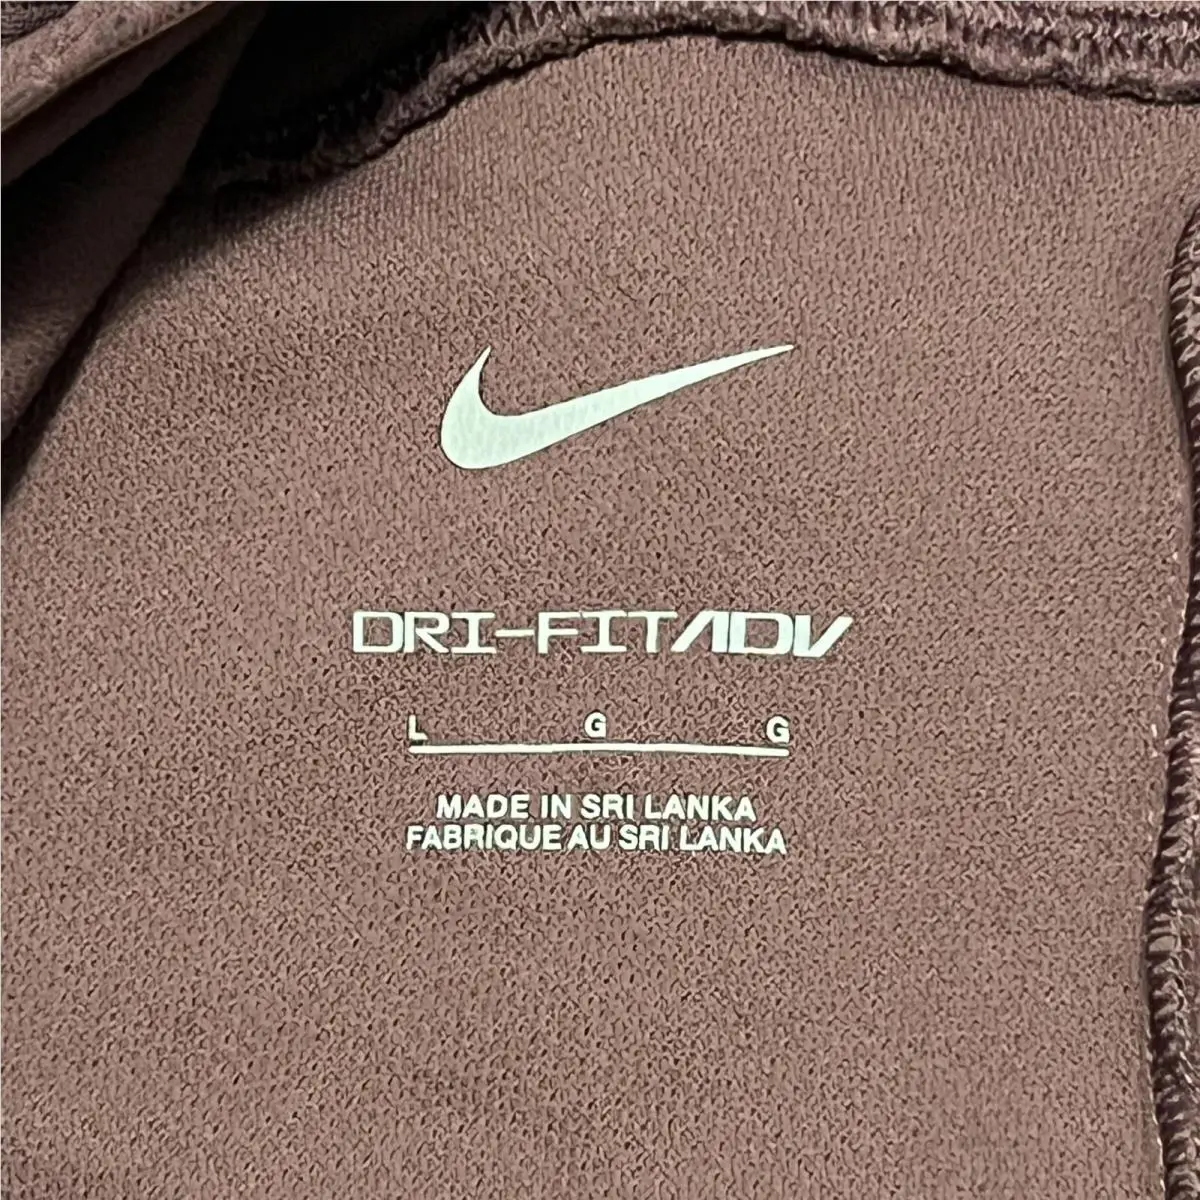 DRI-FIT ADV
L G G
MADE IN SRI LANKA
FABRIQUE AU SRI LANKA